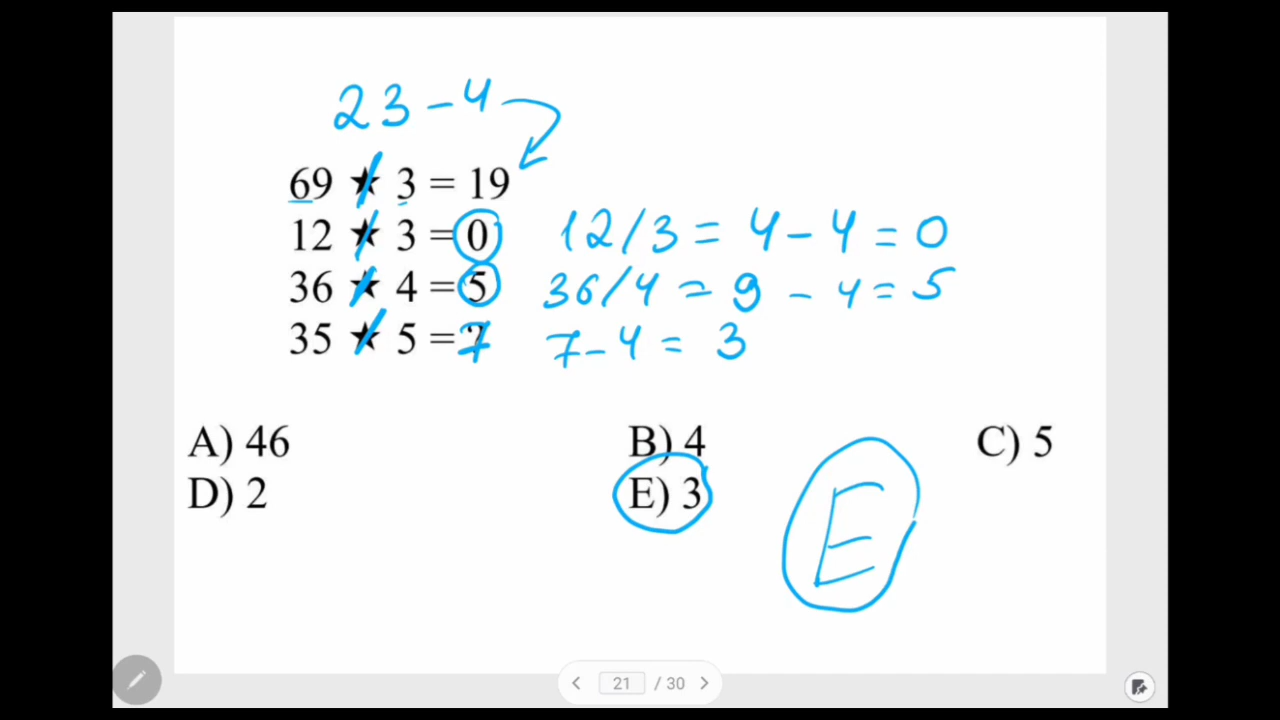 23-4
69 ★ 3 = 19
12 ★ 3 = 0 12/3 = 4-4=0
36 ★ 4 = 5 36/4 = 9 - 4 = 5
35 ★ 5 = 7 7-4 = 3
A) 46 B) 4 C) 5
D) 2 E) 3
E
21 / 30